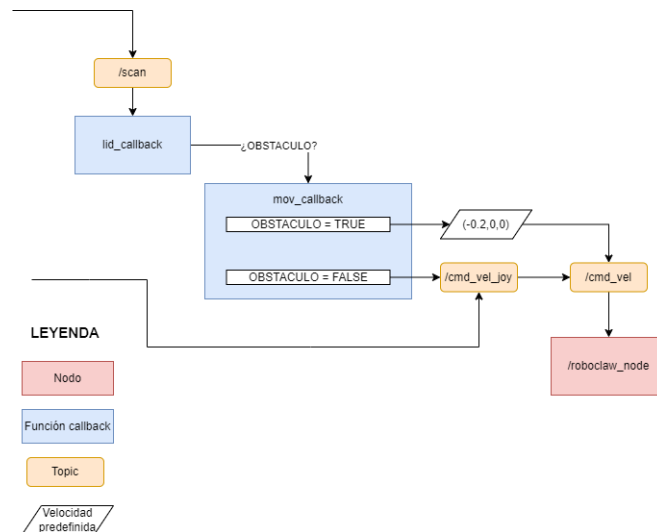 /scan
lid_callback
¿OBSTACULO?
mov_callback
OBSTACULO = TRUE
(-0.2,0,0)
OBSTACULO = FALSE
/cmd_vel_joy
/cmd_vel
/roboclaw_node
LEYENDA
Nodo
Función callback
Topic
Velocidad
predefinida